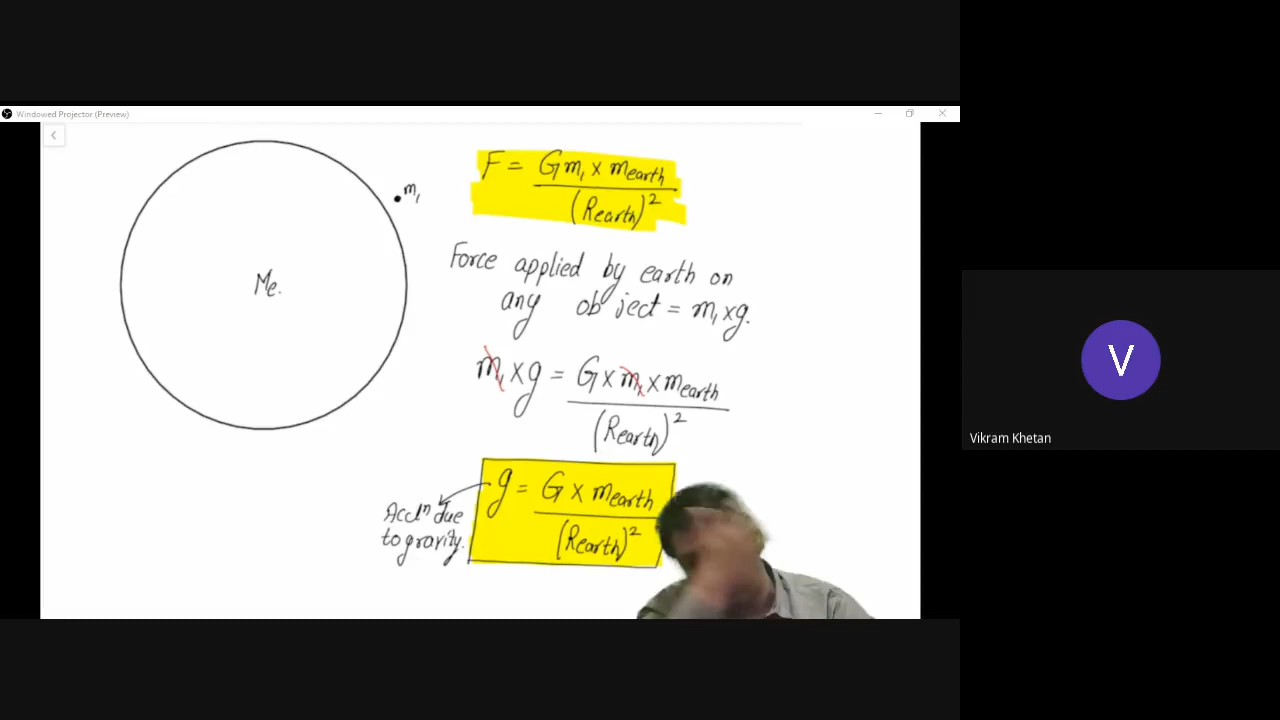 Windowed Projector (Preview)
m₁
Me.
F = Gm₁ x mearth
(Rearth)²
Force applied by earth on
any object = m₁xg.
m₁ x g = G x m₁ x mearth
(Rearth)²
g = G x mearth
(Rearth)²
Acclⁿ due
to gravity.
V
Vikram Khetan